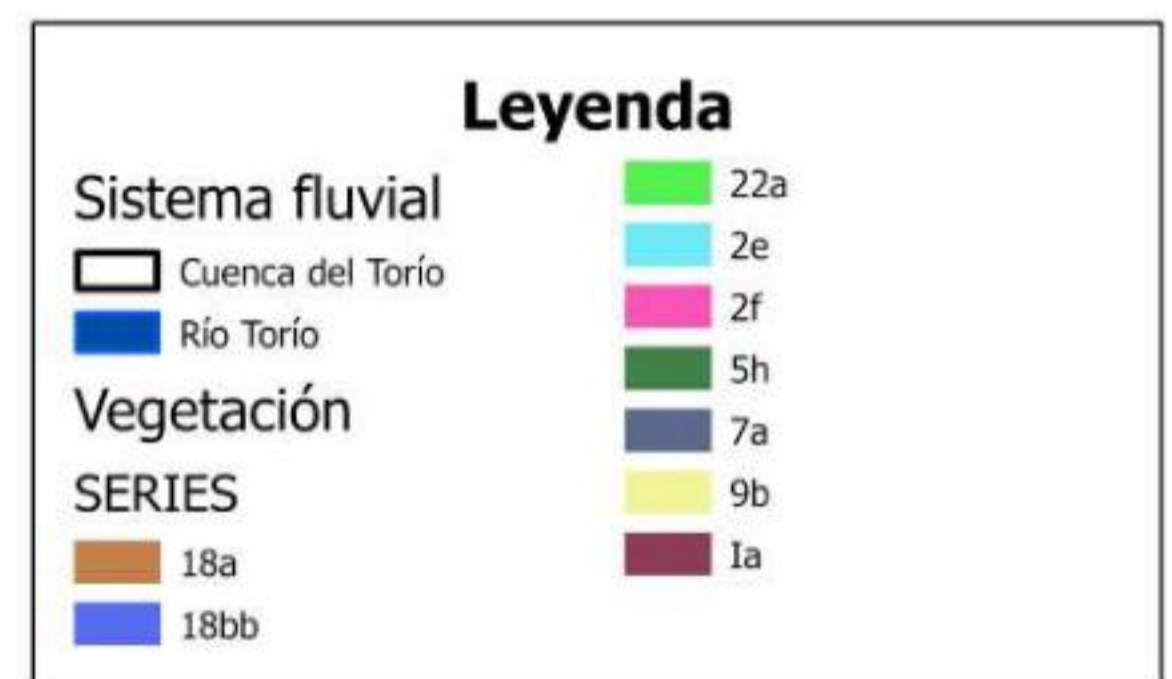 Leyenda
Sistema fluvial
Cuenca del Torío
Río Torío
Vegetación
SERIES
18a
18bb
22a
2e
2f
5h
7a
9b
Ia